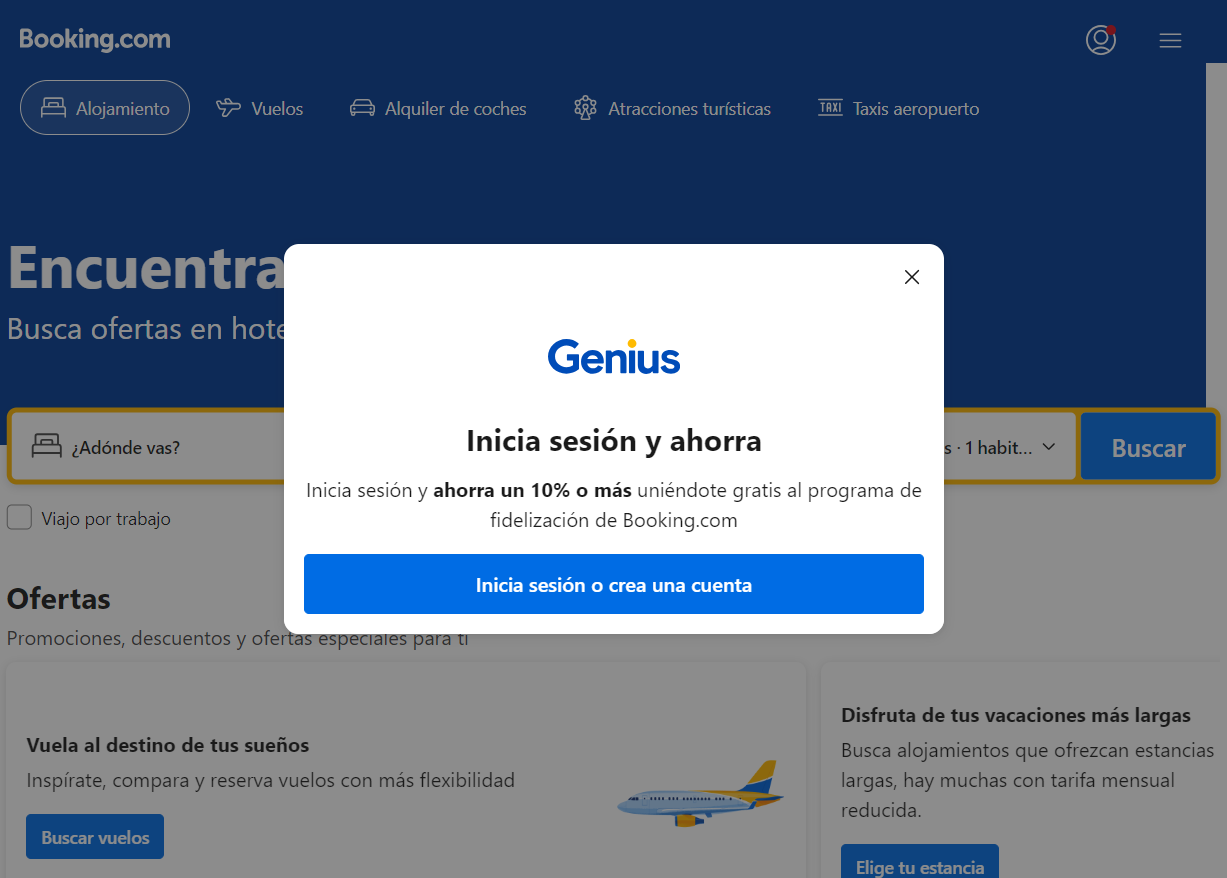 Booking.com
Alojamiento
Vuelos
Alquiler de coches
Atracciones turísticas
TAXI
Taxis aeropuerto
Encuentra
Busca ofertas en hote
Genius
Inicia sesión y ahorra
Inicia sesión y ahorra un 10% o más uniéndote gratis al programa de
fidelización de Booking.com
Inicia sesión o crea una cuenta
¿Adónde vas?
s · 1 habit...
Buscar
Viajo por trabajo
Ofertas
Promociones, descuentos y ofertas especiales para ti
Vuela al destino de tus sueños
Inspírate, compara y reserva vuelos con más flexibilidad
Buscar vuelos
Disfruta de tus vacaciones más largas
Busca alojamientos que ofrezcan estancias
largas, hay muchas con tarifa mensual
reducida.
Elige tu estancia